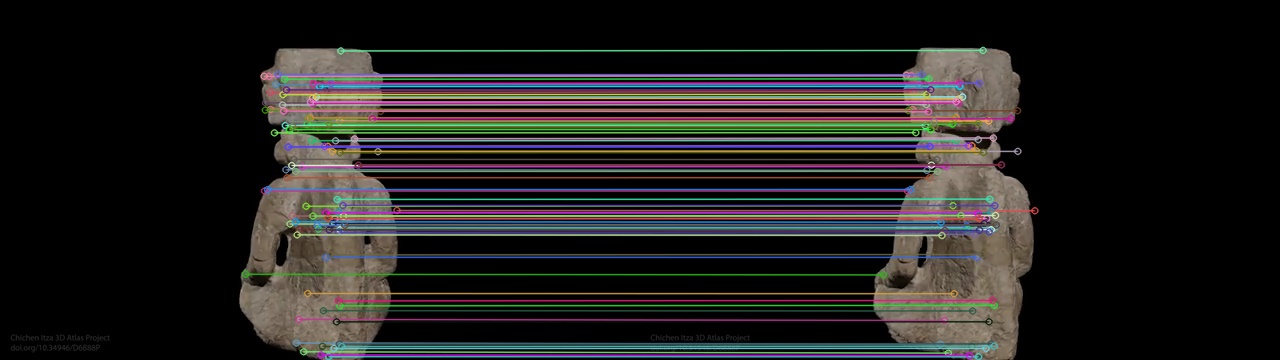 Chichen Itza 3D Atlas Project
doi.org/10.34946/D6888P
Chichen Itza 3D Atlas Project